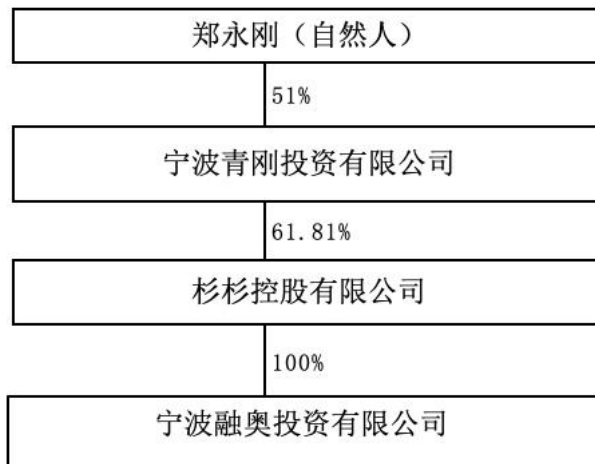 郑永刚（自然人）
51%
宁波青刚投资有限公司
61.81%
杉杉控股有限公司
100%
宁波融奥投资有限公司